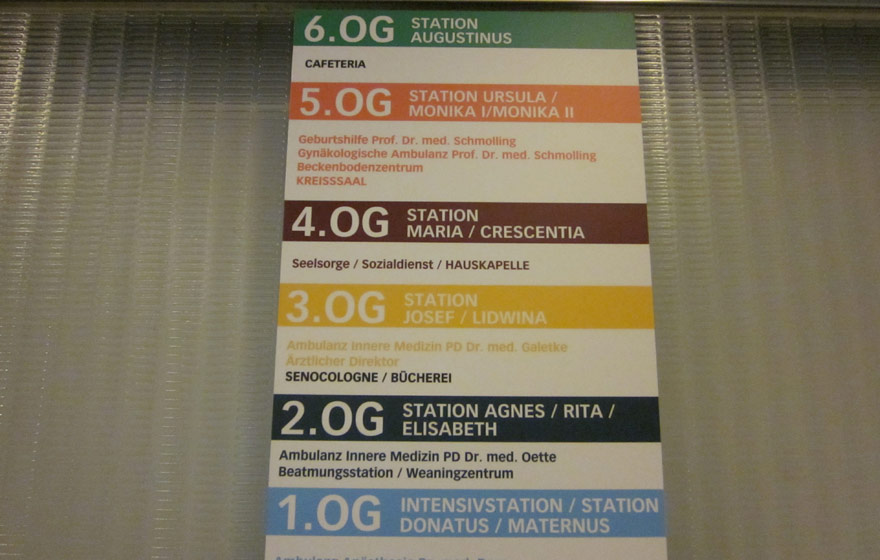 6.OG STATION
AUGUSTINUS
CAFETERIA
5.OG STATION URSULA /
MONIKA I/MONIKA II
Geburtshilfe Prof. Dr. med. Schmolling
Gynäkologische Ambulanz Prof. Dr. med. Schmolling
Beckenbodenzentrum
KREISSSAAL
4.OG STATION
MARIA / CRESCENTIA
Seelsorge / Sozialdienst / HAUSKAPELLE
3.OG STATION
JOSEF / LIDWINA
Ambulanz Innere Medizin PD Dr. med. Galetke
Ärztlicher Direktor
SENOCOLOGNE / BÜCHEREI
2.OG STATION AGNES / RITA /
ELISABETH
Ambulanz Innere Medizin PD Dr. med. Oette
Beatmungsstation / Weaningzentrum
1.OG INTENSIVSTATION / STATION
DONATUS / MATERNUS